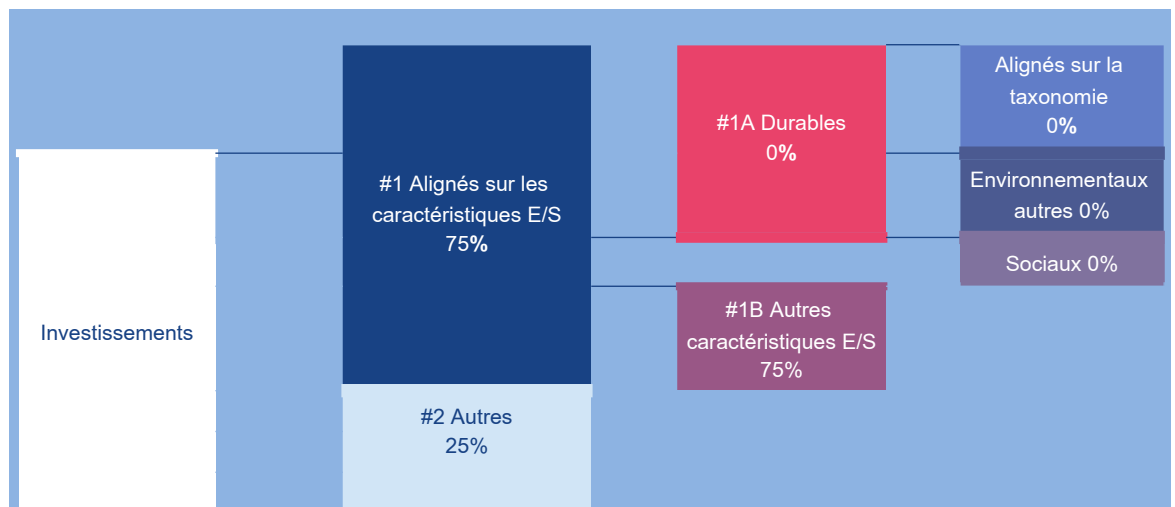 Investissements
#1 Alignés sur les
caractéristiques E/S
75%
#2 Autres
25%
#1A Durables
0%
#1B Autres
caractéristiques E/S
75%
Alignés sur la
taxonomie
0%
Environnementaux
autres 0%
Sociaux 0%